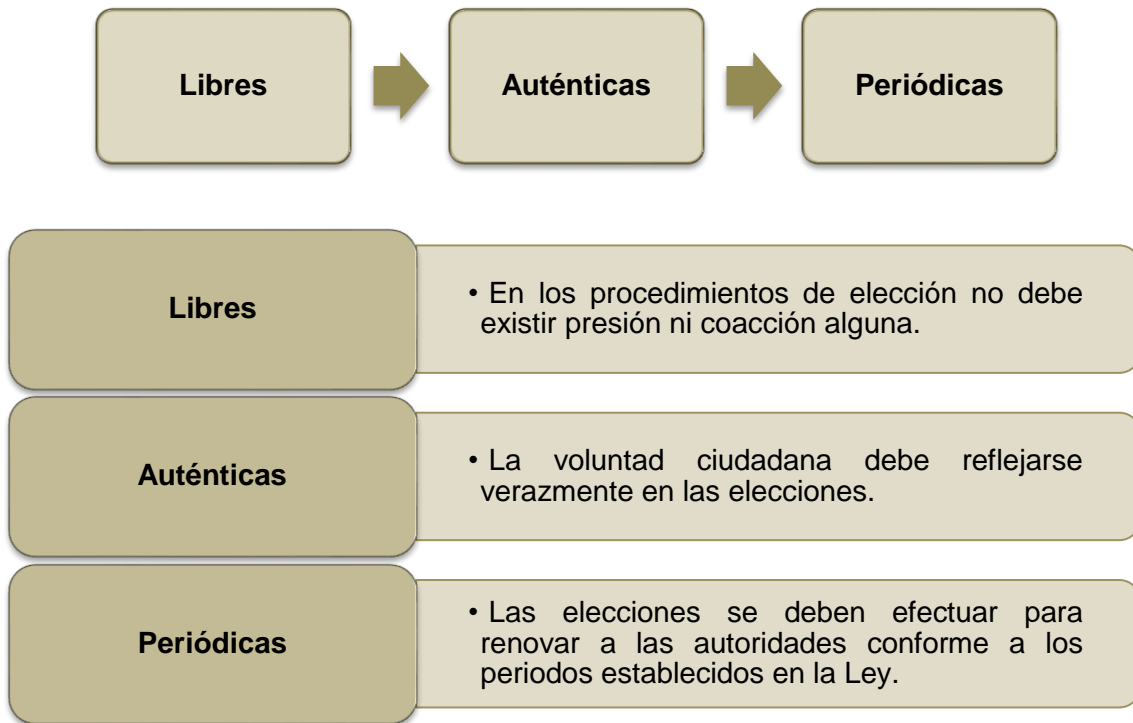 Libres
Auténticas
Periódicas
Libres
• En los procedimientos de elección no debe
existir presión ni coacción alguna.
Auténticas
• La voluntad ciudadana debe reflejarse
verazmente en las elecciones.
Periódicas
• Las elecciones se deben efectuar para
renovar a las autoridades conforme a los
periodos establecidos en la Ley.